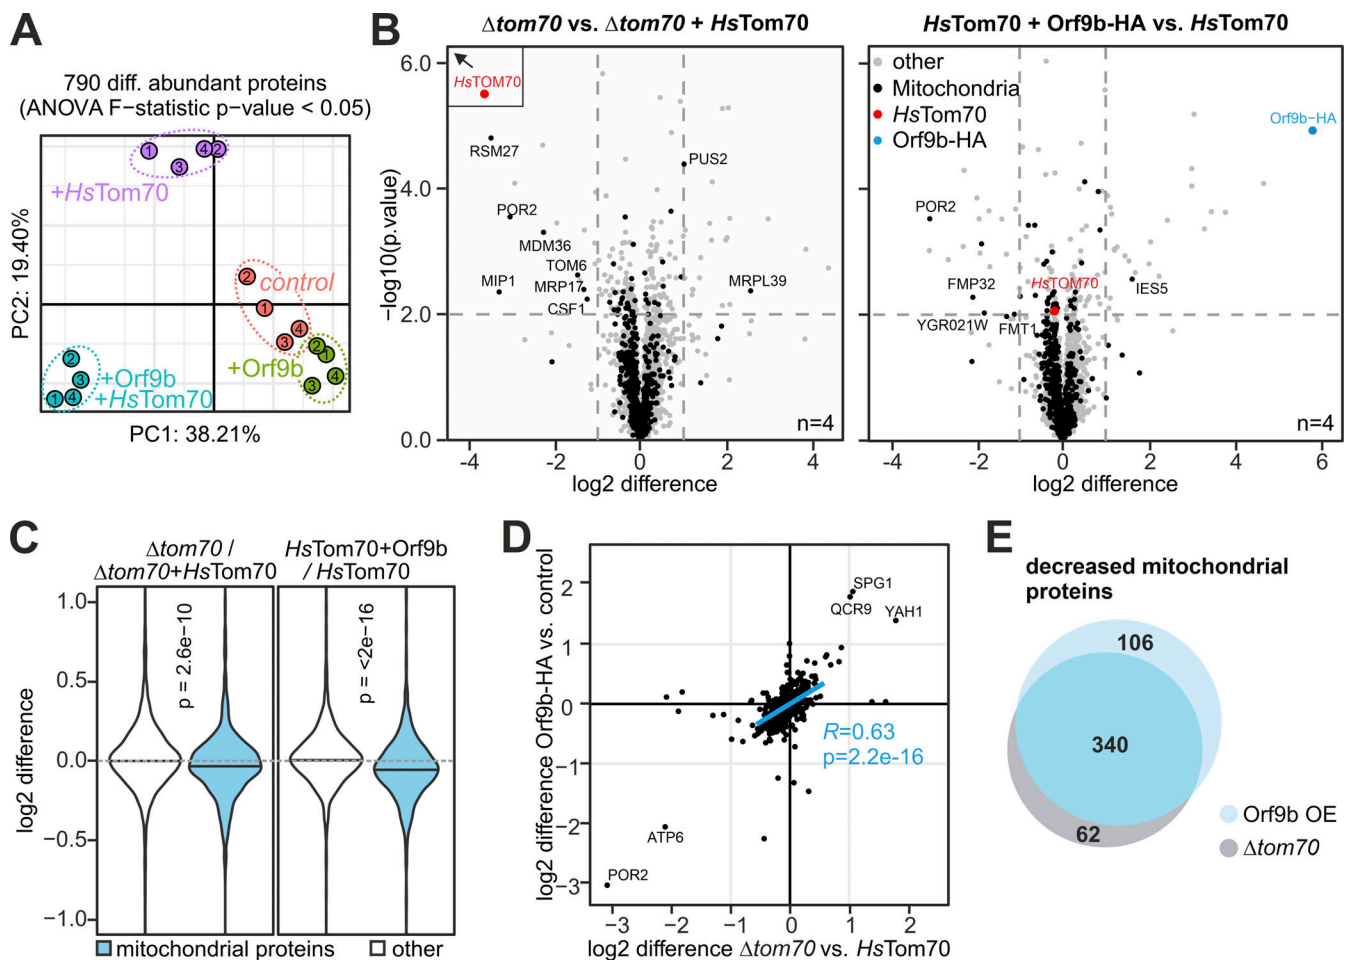 A
790 diff. abundant proteins
(ANOVA F-statistic p-value < 0.05)
1
3
4
2
+HsTom70
2
control
1
4
3
2
1
+Orf9b
4
3
2
3
1
4
+Orf9b
+HsTom70
PC2: 19.40%
PC1: 38.21%
B
Δtom70 vs. Δtom70 + HsTom70
6.0
4.0
−2.0
0.0
−log10(p.value)
HsTOM70
RSM27
PUS2
POR2
MDM36
TOM6
MIP1
MRP17
CSF1
MRPL39
n=4
-4
-2
0
2
4
log2 difference
HsTom70 + Orf9b-HA vs. HsTom70
other
Mitochondria
HsTom70
Orf9b-HA
Orf9b−HA
POR2
FMP32
HsTOM70
IES5
YGR021W
FMT1
n=4
-4
-2
0
2
4
6
log2 difference
C
Δtom70 /
Δtom70+HsTom70
HsTom70+Orf9b
/ HsTom70
p = 2.6e−10
p = <2e−16
1.0
0.5
0.0
−0.5
−1.0
log2 difference
mitochondrial proteins
other
D
2
1
0
−1
−2
−3
log2 difference Orf9b-HA vs. control
SPG1
QCR9
YAH1
R=0.63
p=2.2e-16
ATP6
POR2
−3
−2
−1
0
1
2
log2 difference Δtom70 vs. HsTom70
E
decreased mitochondrial
proteins
106
340
62
Orf9b OE
Δtom70